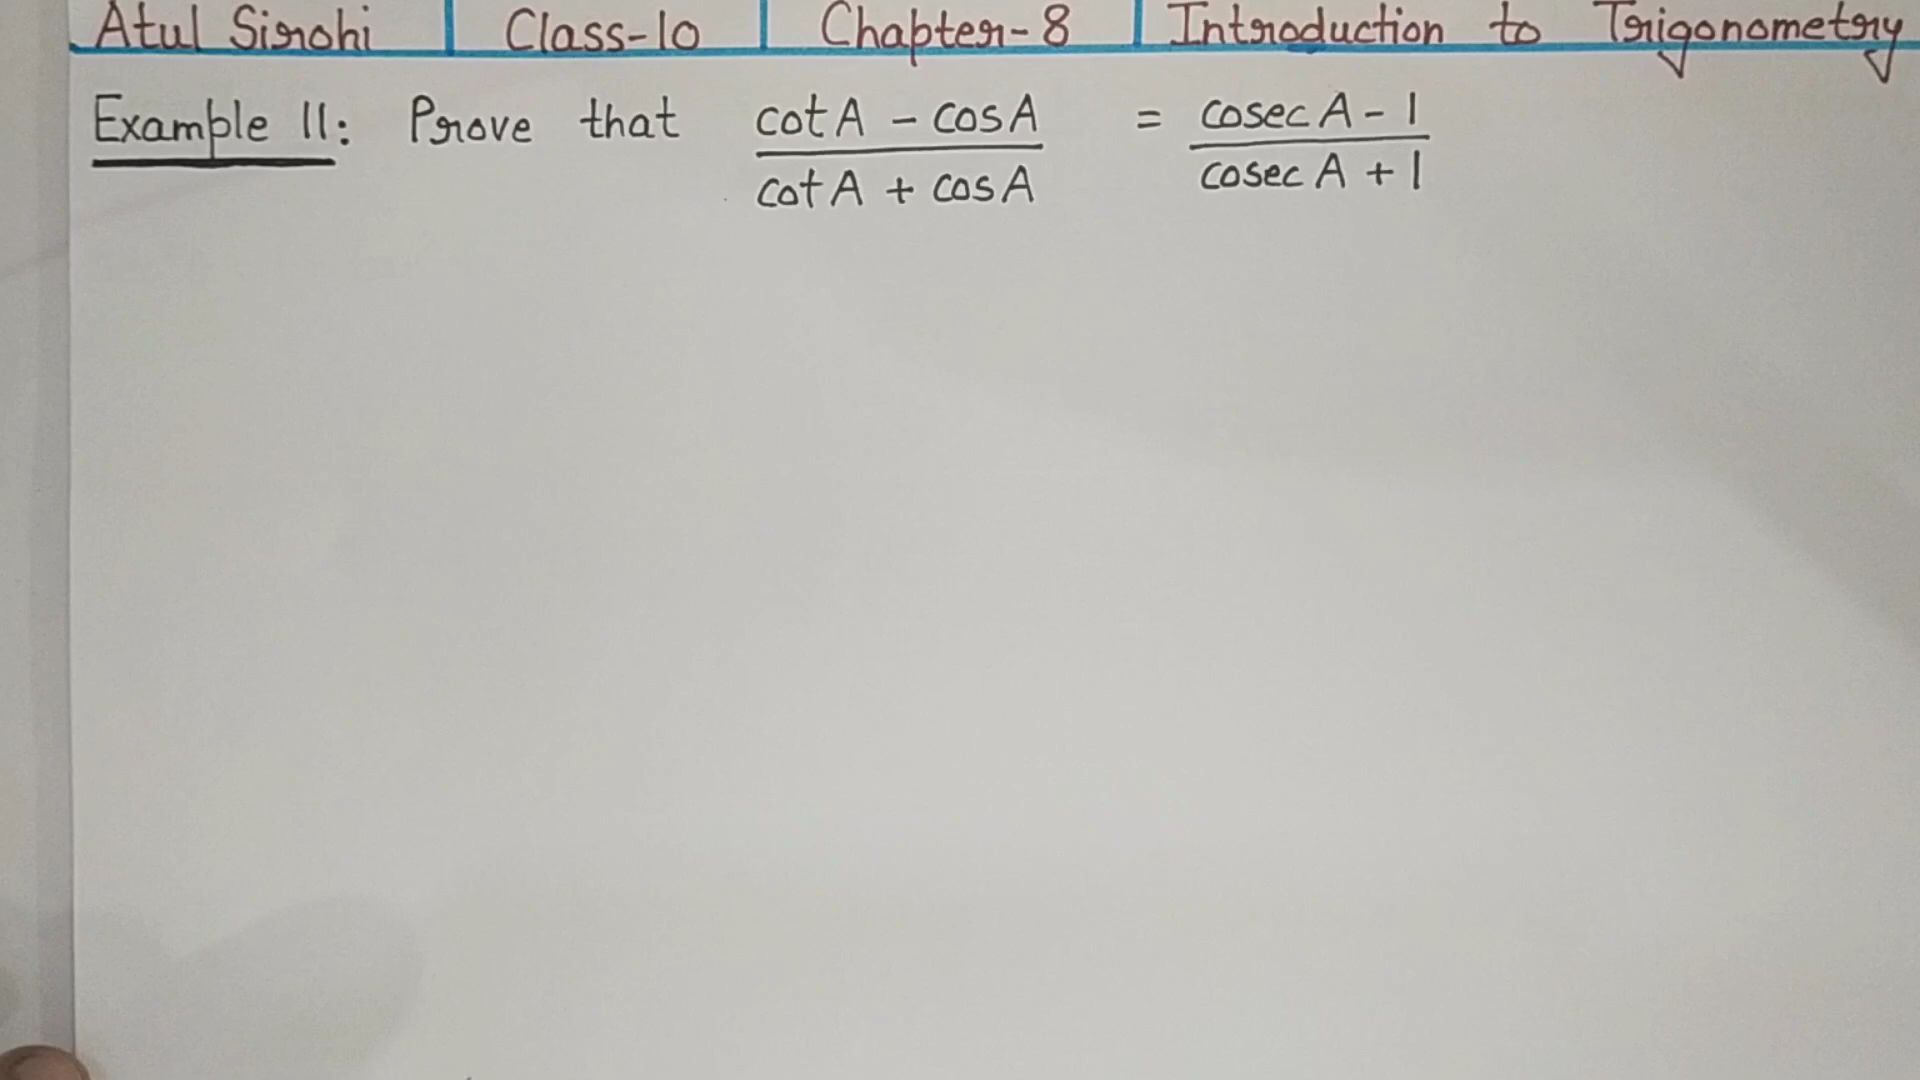 Atul Sirohi | Class-10 | Chapter-8 | Introduction to Trigonometry
Example 11: Prove that (cot A - cos A)/(cot A + cos A) = (cosec A - 1)/(cosec A + 1)